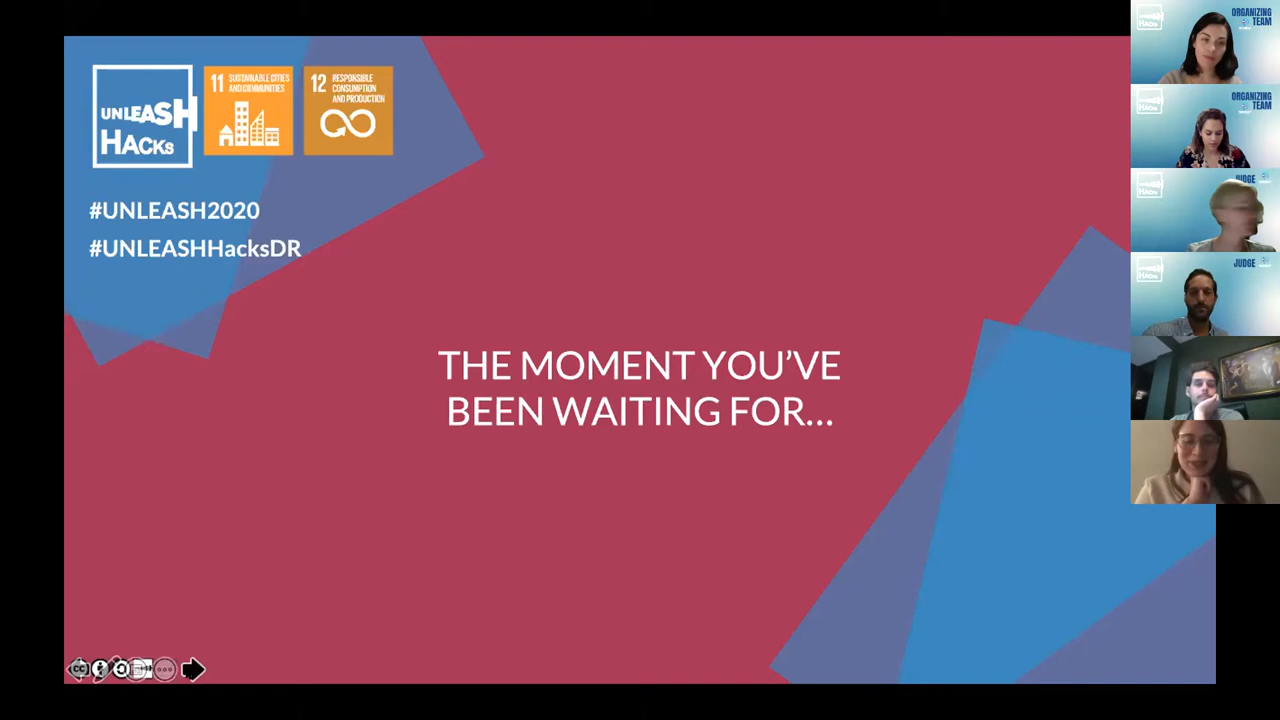 UNLEASH
HACKs
11 SUSTAINABLE CITIES
AND COMMUNITIES
12 RESPONSIBLE
CONSUMPTION
AND PRODUCTION
#UNLEASH2020
#UNLEASHHacksDR
THE MOMENT YOU'VE
BEEN WAITING FOR...
ORGANIZING
TEAM
ORGANIZING
TEAM
JUDGE
JUDGE